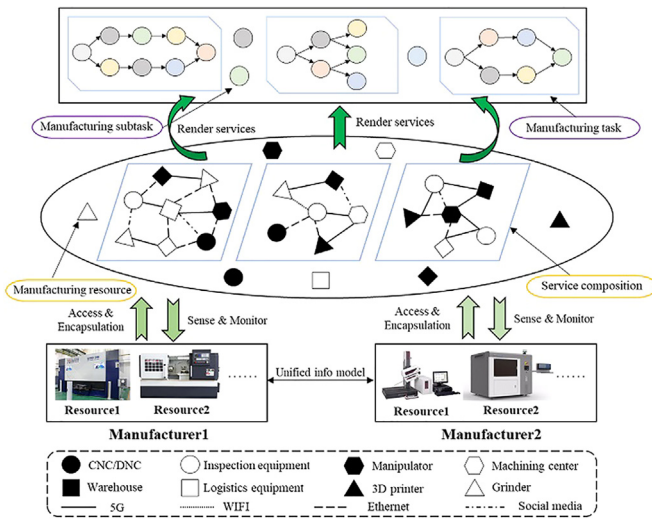 Manufacturing subtask
Render services
Render services
Manufacturing task
Manufacturing resource
Service composition
Access &
Encapsulation
Sense & Monitor
Access &
Encapsulation
Sense & Monitor
Resource1
Resource2
......
Unified info model
Resource1
Resource2
......
Manufacturer1
Manufacturer2
CNC/DNC
Inspection equipment
Manipulator
Machining center
Warehouse
Logistics equipment
3D printer
Grinder
5G
WIFI
Ethernet
Social media